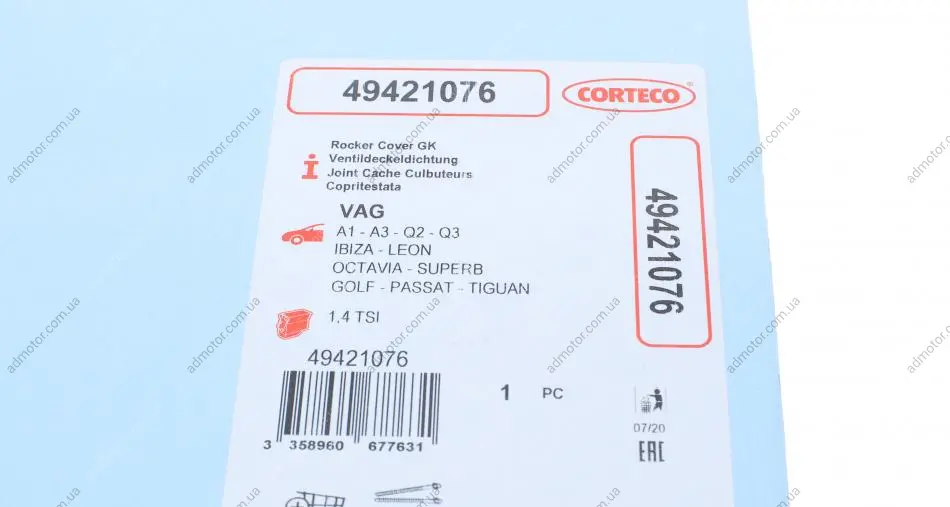 49421076
CORTECO
Rocker Cover GK
Ventildeckeldichtung
Joint Cache Culbuteurs
Copritestata
VAG
A1 - A3 - Q2 - Q3
IBIZA - LEON
OCTAVIA - SUPERB
GOLF - PASSAT - TIGUAN
1.4 TSI
49421076
3 358960 677631
1 PC
07/20
EAC
49421076
admotor.com.ua